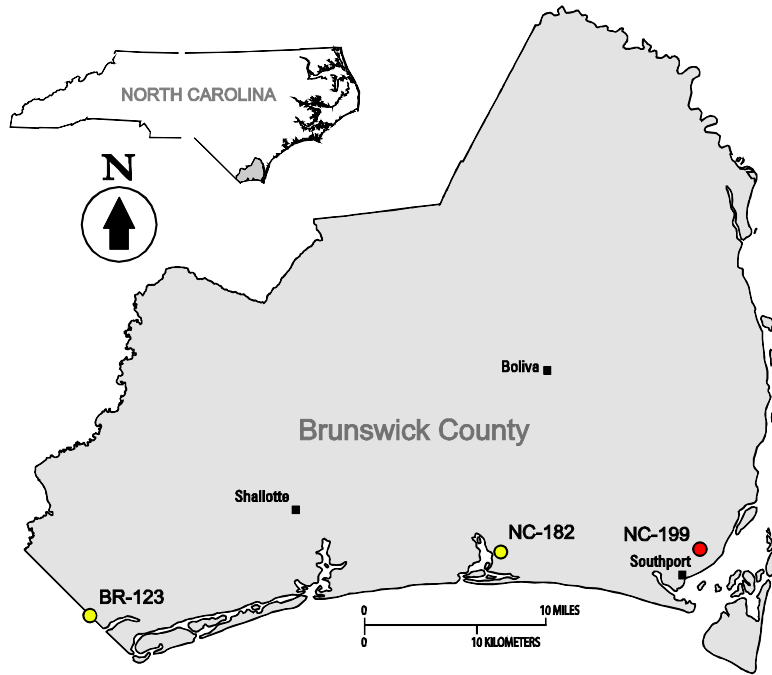 NORTH CAROLINA
N
Boliva
Brunswick County
Shallotte
NC-182
NC-199
Southport
BR-123
0
10 MILES
0
10 KILOMETERS